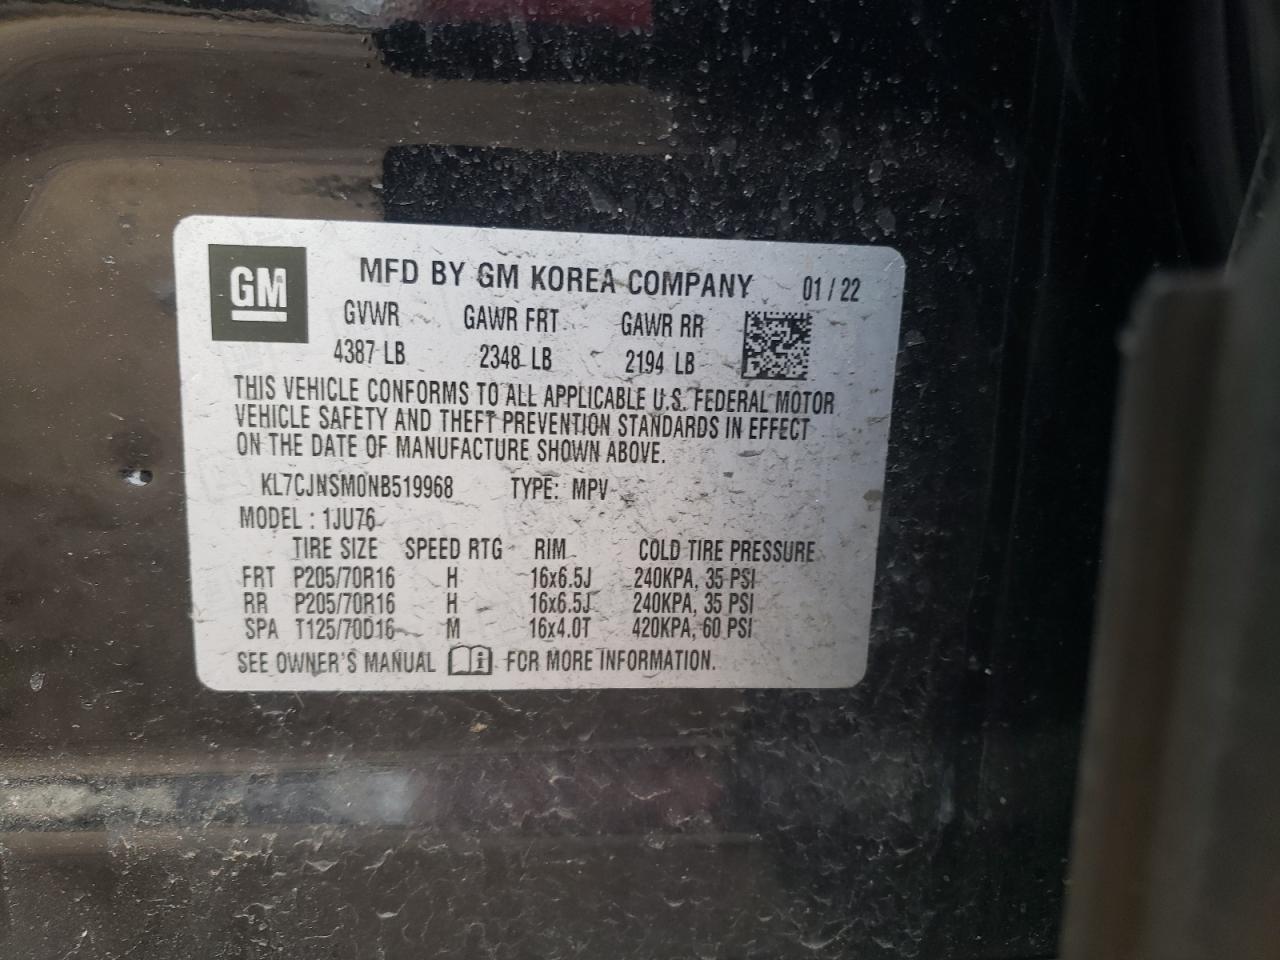 GM
MFD BY GM KOREA COMPANY 01 / 22
GVWR GAWR FRT GAWR RR
4387 LB 2348 LB 2194 LB
THIS VEHICLE CONFORMS TO ALL APPLICABLE U.S. FEDERAL MOTOR
VEHICLE SAFETY AND THEFT PREVENTION STANDARDS IN EFFECT
ON THE DATE OF MANUFACTURE SHOWN ABOVE.
KL7CJNSM0NB519968 TYPE: MPV
MODEL : 1JU76
TIRE SIZE SPEED RTG RIM COLD TIRE PRESSURE
FRT P205/70R16 H 16x6.5J 240KPA, 35 PSI
RR P205/70R16 H 16x6.5J 240KPA, 35 PSI
SPA T125/70D16 M 16x4.0T 420KPA, 60 PSI
SEE OWNER'S MANUAL FOR MORE INFORMATION.